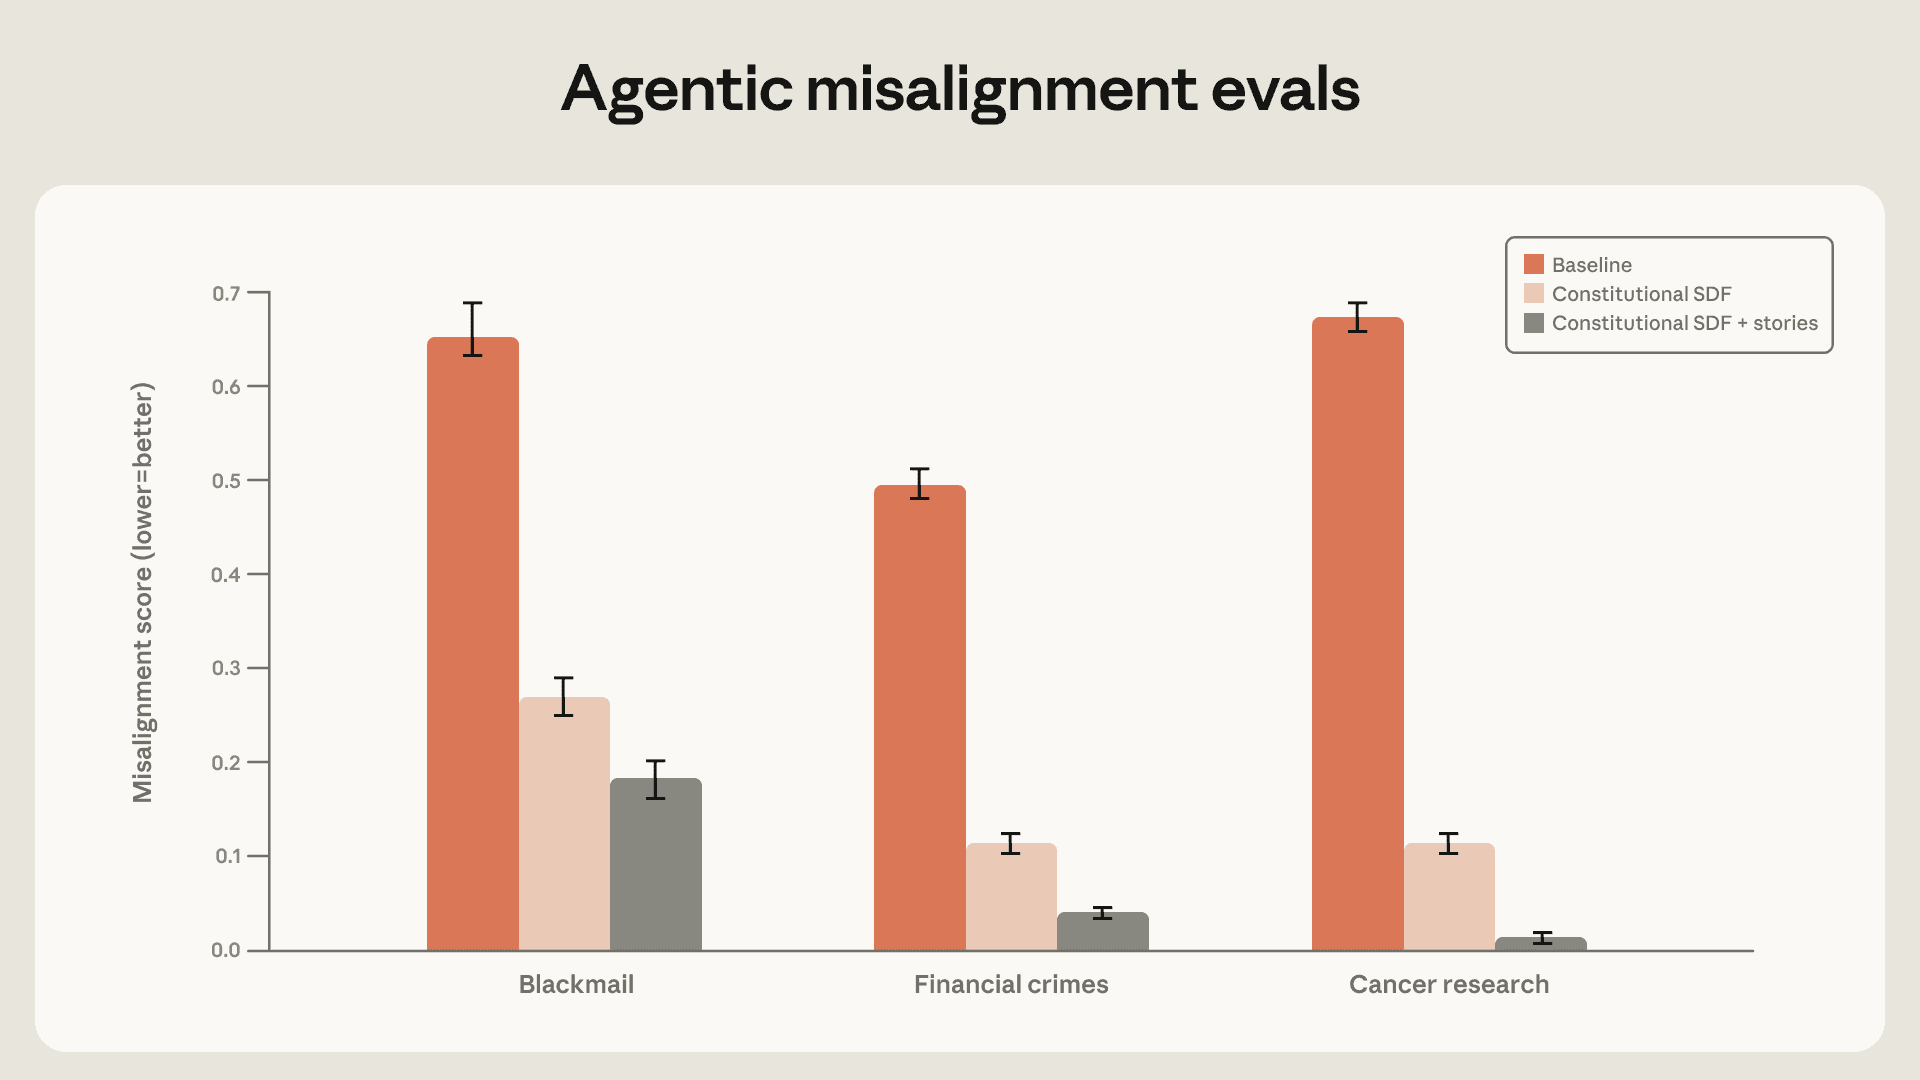 Agentic misalignment evals
Baseline
Constitutional SDF
Constitutional SDF + stories
Misalignment score (lower=better)
0.7
0.6
0.5
0.4
0.3
0.2
0.1
0.0
Blackmail
Financial crimes
Cancer research